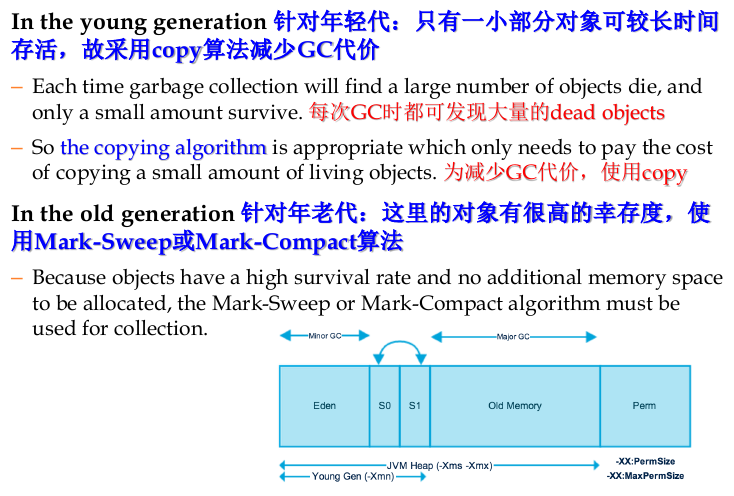 In the young generation 针对年轻代：只有一小部分对象可较长时间
存活，故采用copy算法减少GC代价
– Each time garbage collection will find a large number of objects die, and
only a small amount survive. 每次GC时都可发现大量的dead objects
– So the copying algorithm is appropriate which only needs to pay the cost
of copying a small amount of living objects. 为减少GC代价，使用copy
In the old generation 针对年老代：这里的对象有很高的幸存度，使
用Mark-Sweep或Mark-Compact算法
– Because objects have a high survival rate and no additional memory space
to be allocated, the Mark-Sweep or Mark-Compact algorithm must be
used for collection.
Minor GC Major GC
Eden S0 S1 Old Memory Perm
JVM Heap (-Xms -Xmx) -XX:PermSize
Young Gen (-Xmn) -XX:MaxPermSize